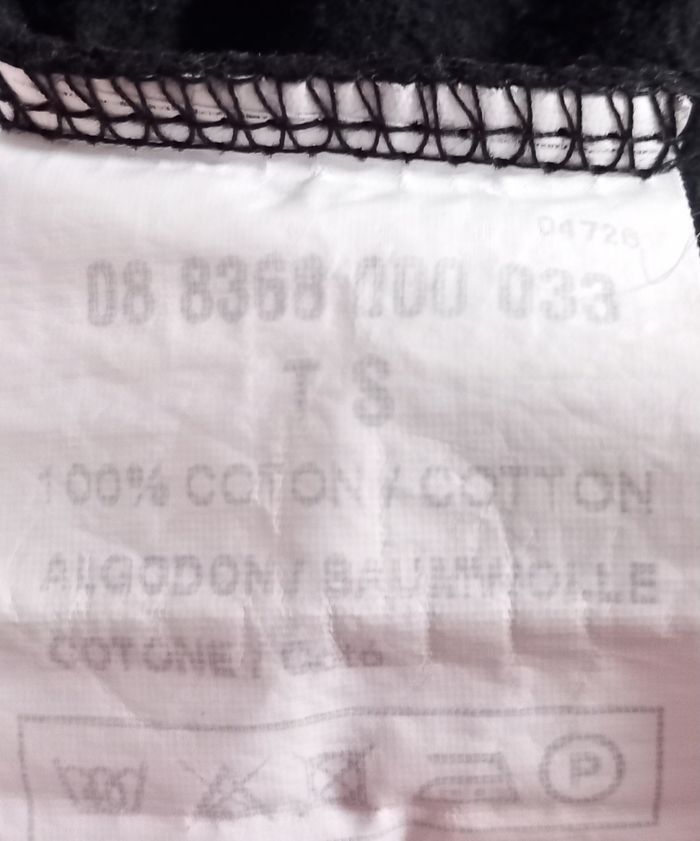 04726
08 8368 100 033
T S
100% COTON / COTTON
ALGODON / BAUMWOLLE
COTONE /
P